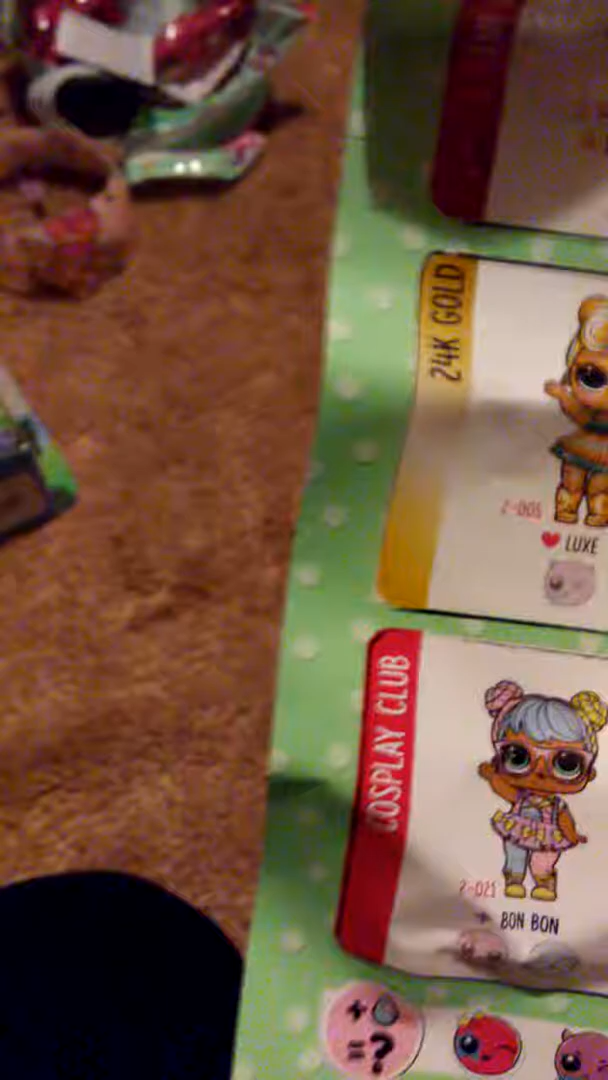 24K GOLD
2-005
LUXE
COSPLAY CLUB
2-021
BON BON
+
= ?